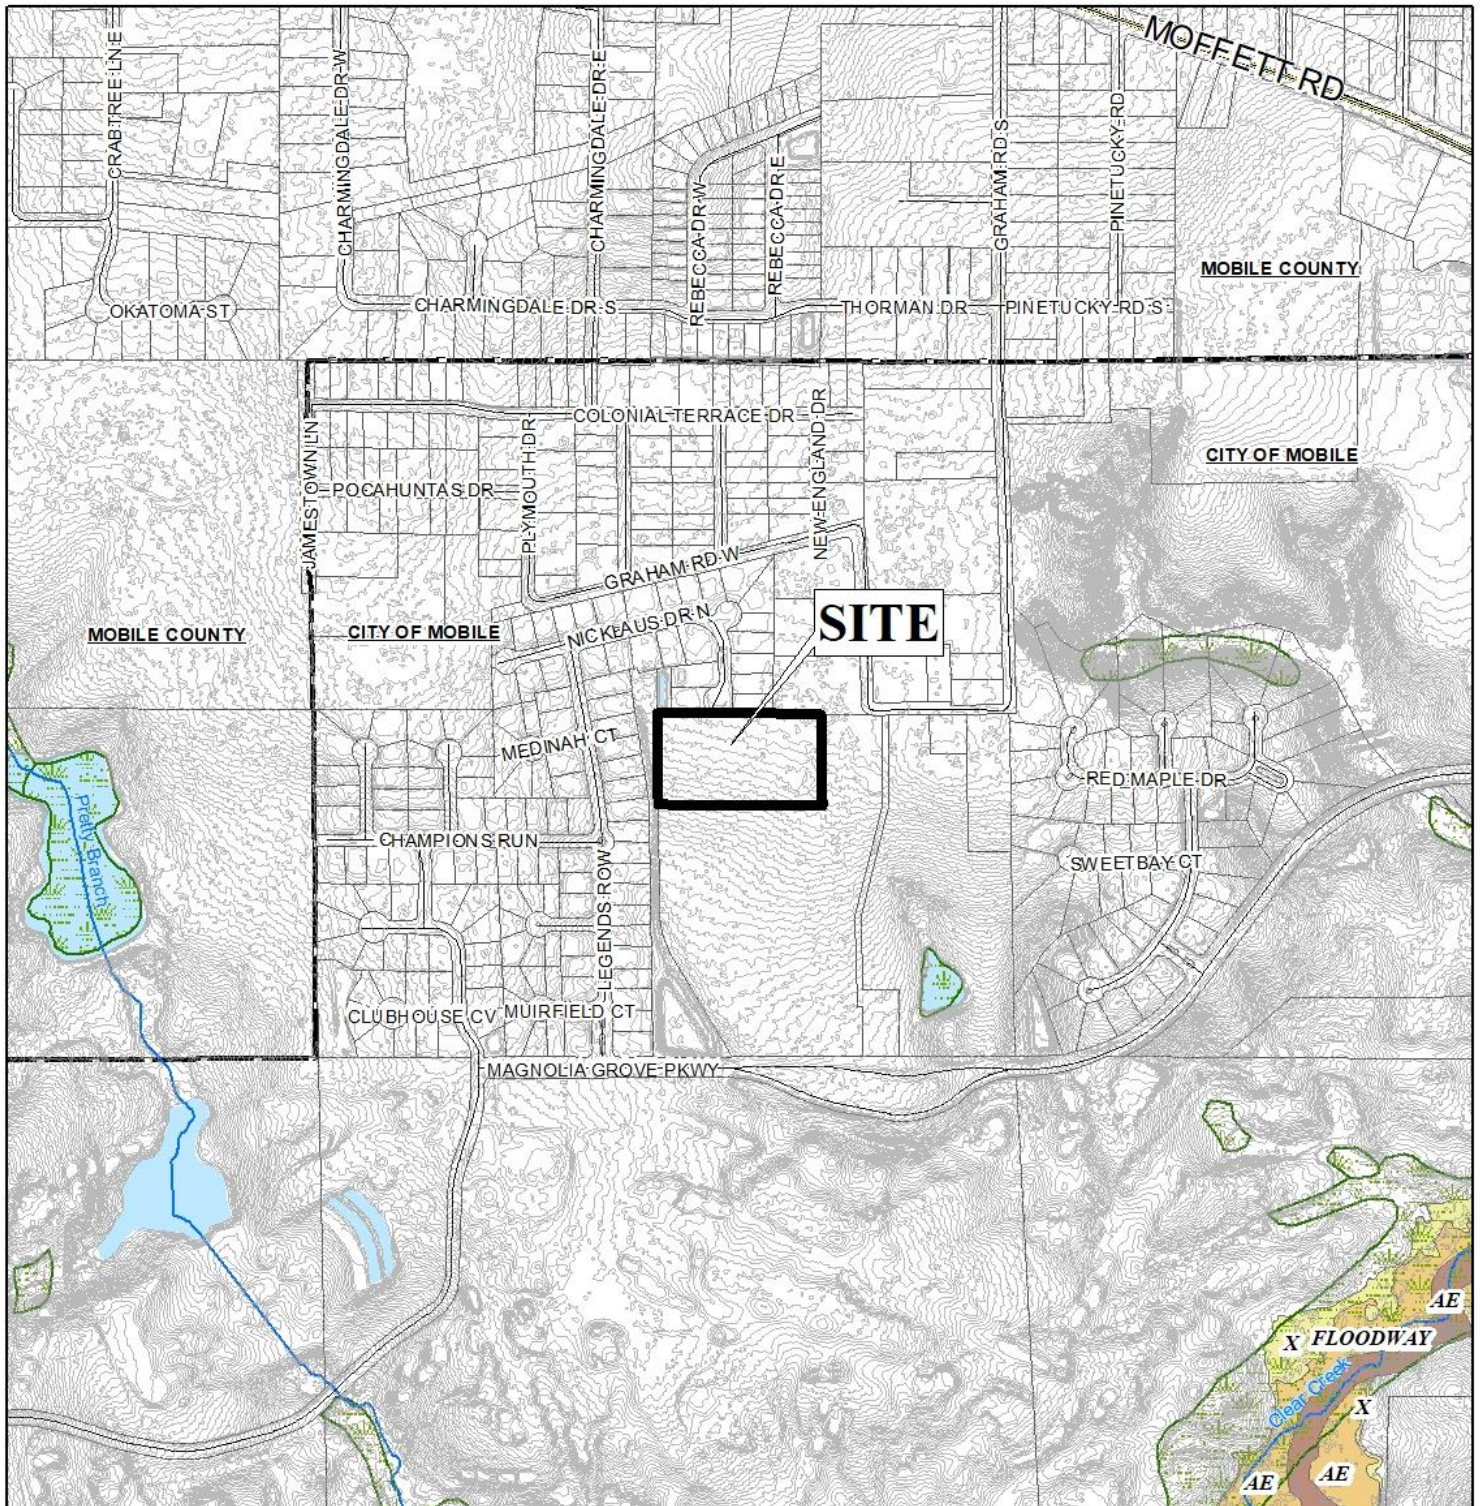 MOFFETT RD
CRABTREE LN E
CHARMINGDALE DR W
CHARMINGDALE DR E
REBECCA DR W
REBECCA DR E
GRAHAM RD S
PINETUCKY RD
MOBILE COUNTY
OKATOMA ST
CHARMINGDALE DR S
THORMAN DR
PINETUCKY RD S
COLONIAL TERRACE DR
NEW ENGLAND DR
JAMESTOWN LN
PLYMOUTH DR
CITY OF MOBILE
POCAHUNTAS DR
GRAHAM RD W
NICKLAUS DR N
SITE
MOBILE COUNTY
CITY OF MOBILE
MEDINAH CT
RED MAPLE DR
Pretty Branch
CHAMPIONS RUN
SWEETBAY CT
LEGENDS ROW
CLUBHOUSE CV
MUIRFIELD CT
MAGNOLIA GROVE PKWY
AE
X
FLOODWAY
Clear Creek
X
AE
AE